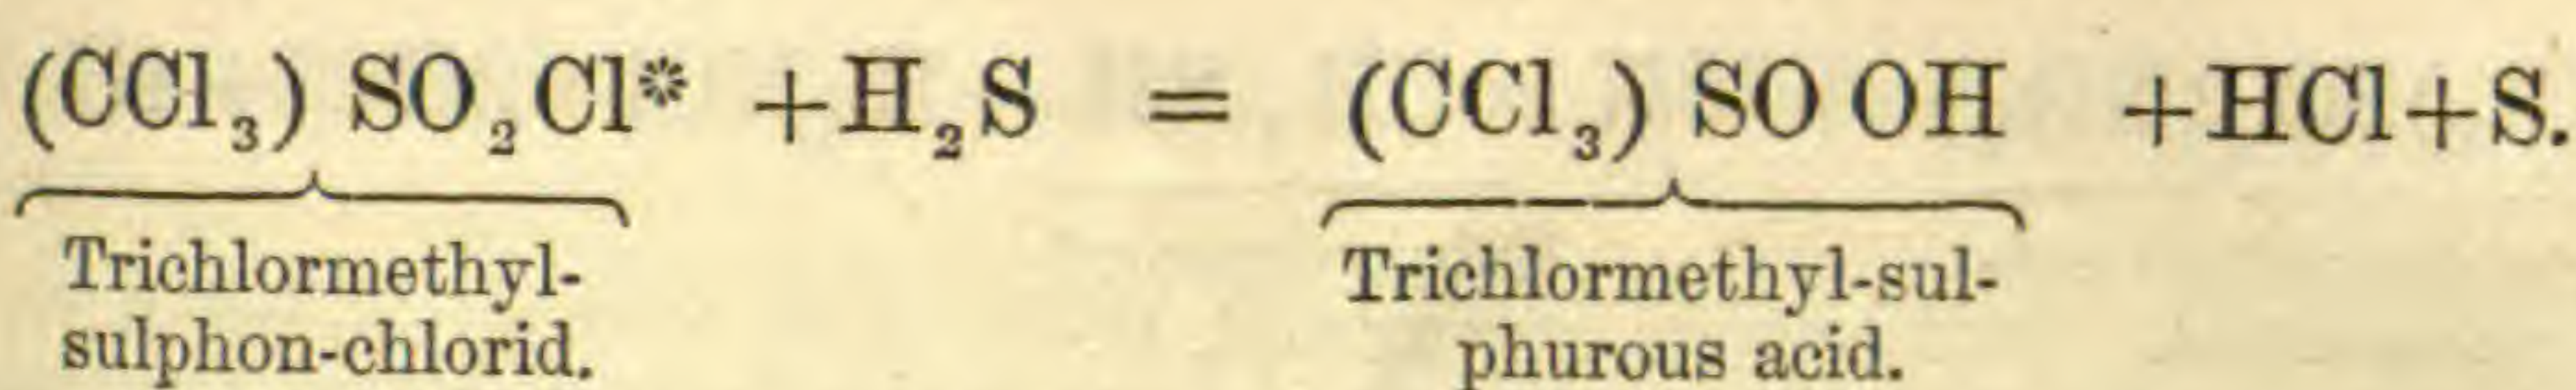 (CCl₃) SO₂Cl* +H₂S = (CCl₃) SO OH +HCl+S.
Trichlormethyl- Trichlormethyl-sul-
sulphon-chlorid. phurous acid.